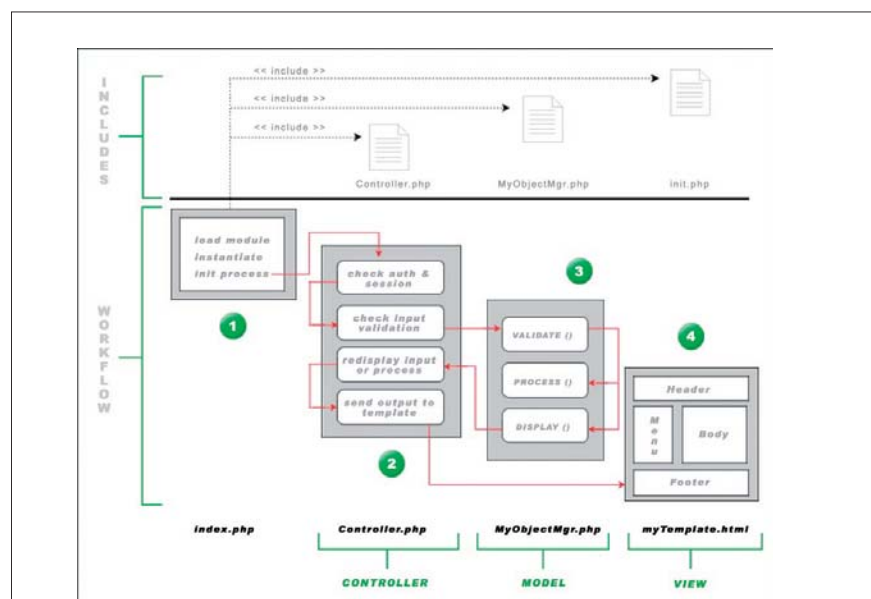 INCLUDES
<< include >>
<< include >>
<< include >>
Controller.php
MyObjectMgr.php
init.php
WORKFLOW
load module
instantiate
init process
1
check auth &
session
check input
validation
redisplay input
or process
send output to
template
2
3
VALIDATE ()
PROCESS ()
DISPLAY ()
4
Header
Menu
Body
Footer
index.php
Controller.php
MyObjectMgr.php
myTemplate.html
CONTROLLER
MODEL
VIEW